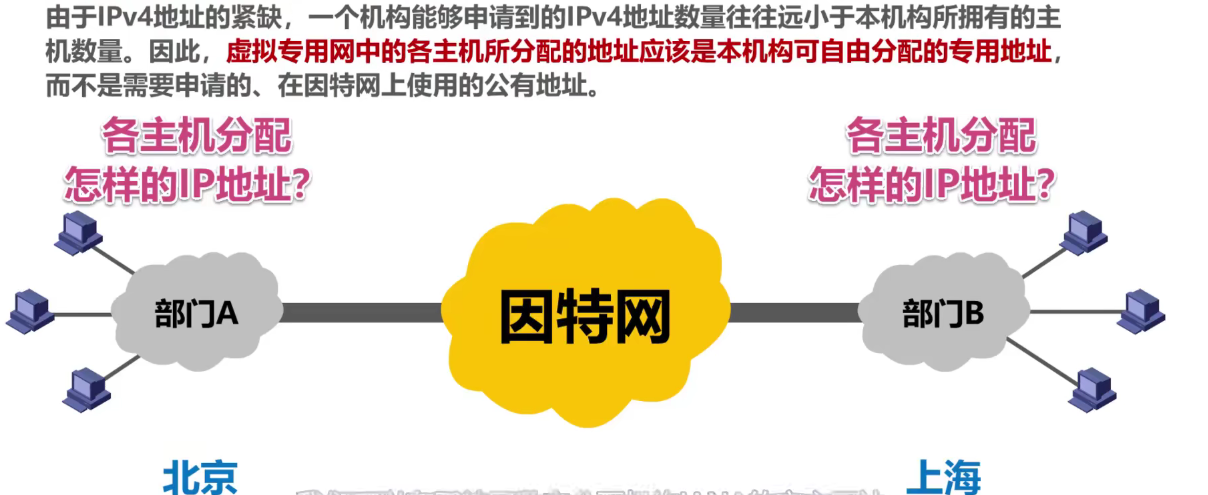 由于IPv4地址的紧缺，一个机构能够申请到的IPv4地址数量往往远小于本机构所拥有的主
机数量。因此，虚拟专用网中的各主机所分配的地址应该是本机构可自由分配的专用地址，
而不是需要申请的、在因特网上使用的公有地址。
各主机分配
怎样的IP地址？
各主机分配
怎样的IP地址？
部门A
因特网
部门B
北京
上海